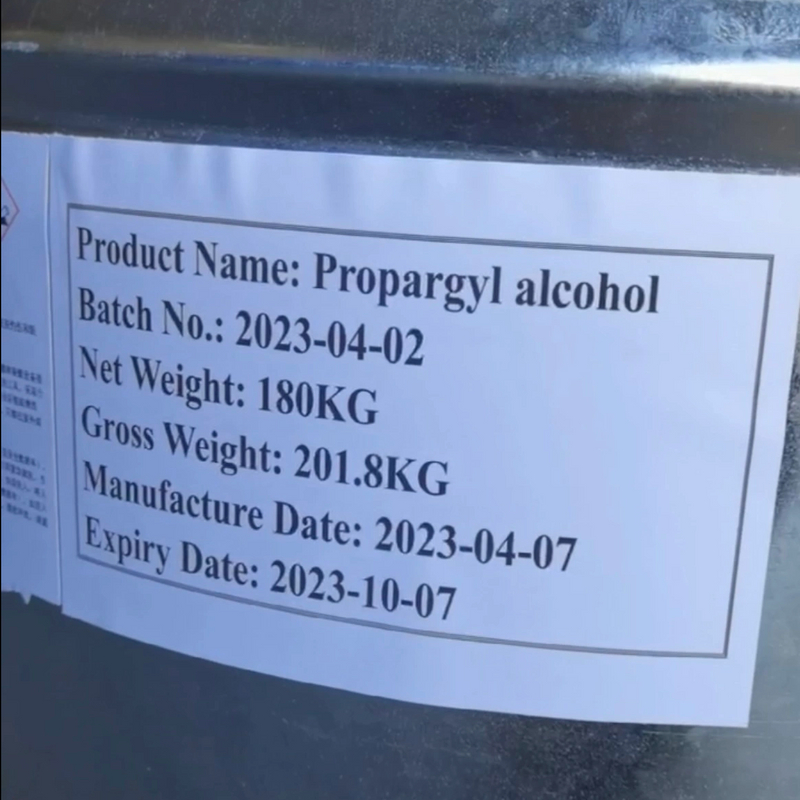 Product Name: Propargyl alcohol
Batch No.: 2023-04-02
Net Weight: 180KG
Gross Weight: 201.8KG
Manufacture Date: 2023-04-07
Expiry Date: 2023-10-07